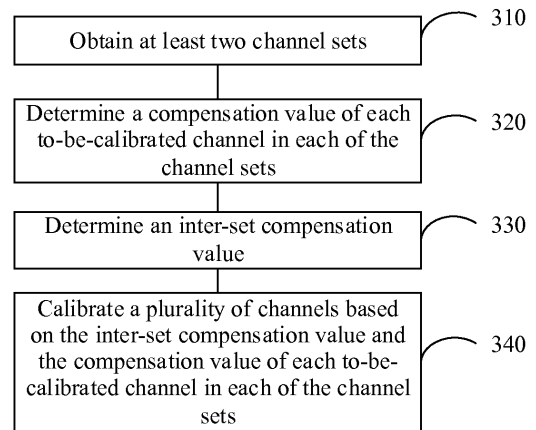 Obtain at least two channel sets
310
Determine a compensation value of each
to-be-calibrated channel in each of the
channel sets
320
Determine an inter-set compensation
value
330
Calibrate a plurality of channels based
on the inter-set compensation value and
the compensation value of each to-be-
calibrated channel in each of the channel
sets
340